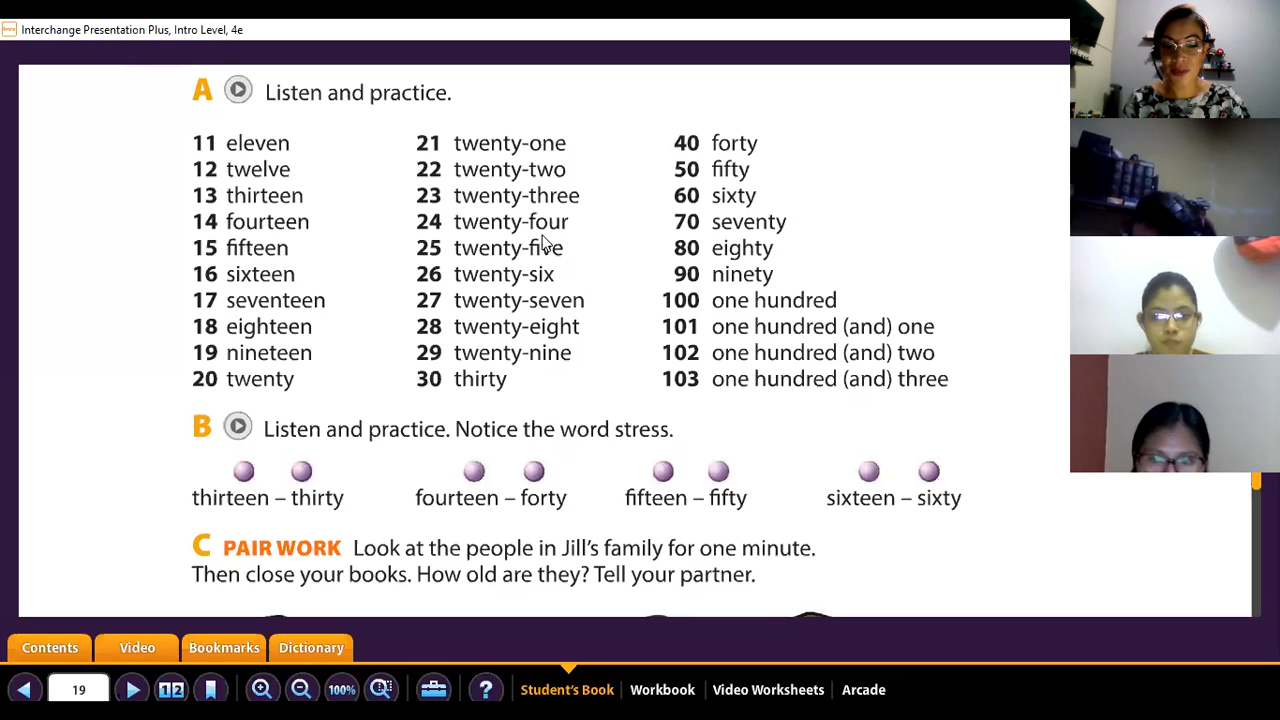 Interchange Presentation Plus, Intro Level, 4e
A Listen and practice.
11 eleven 21 twenty-one 40 forty
12 twelve 22 twenty-two 50 fifty
13 thirteen 23 twenty-three 60 sixty
14 fourteen 24 twenty-four 70 seventy
15 fifteen 25 twenty-five 80 eighty
16 sixteen 26 twenty-six 90 ninety
17 seventeen 27 twenty-seven 100 one hundred
18 eighteen 28 twenty-eight 101 one hundred (and) one
19 nineteen 29 twenty-nine 102 one hundred (and) two
20 twenty 30 thirty 103 one hundred (and) three
B Listen and practice. Notice the word stress.
thirteen – thirty fourteen – forty fifteen – fifty sixteen – sixty
C PAIR WORK Look at the people in Jill's family for one minute.
Then close your books. How old are they? Tell your partner.
Contents Video Bookmarks Dictionary
19 12 100% ? Student's Book Workbook Video Worksheets Arcade